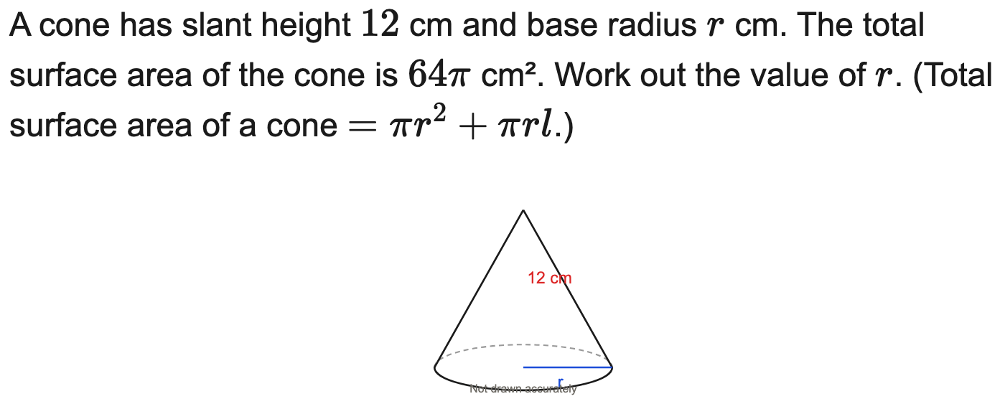 A cone has slant height 12 cm and base radius r cm. The total
surface area of the cone is 64π cm². Work out the value of r. (Total
surface area of a cone = πr² + πrl.)
12 cm
r
Not drawn accurately